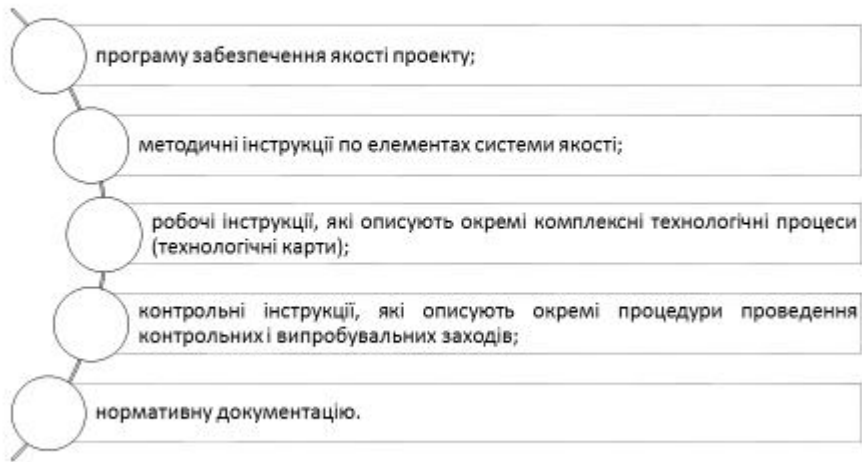 програму забезпечення якості проекту;
методичні інструкції по елементах системи якості;
робочі інструкції, які описують окремі комплексні технологічні процеси
(технологічні карти);
контрольні інструкції, які описують окремі процедури проведення
контрольних і випробувальних заходів;
нормативну документацію.